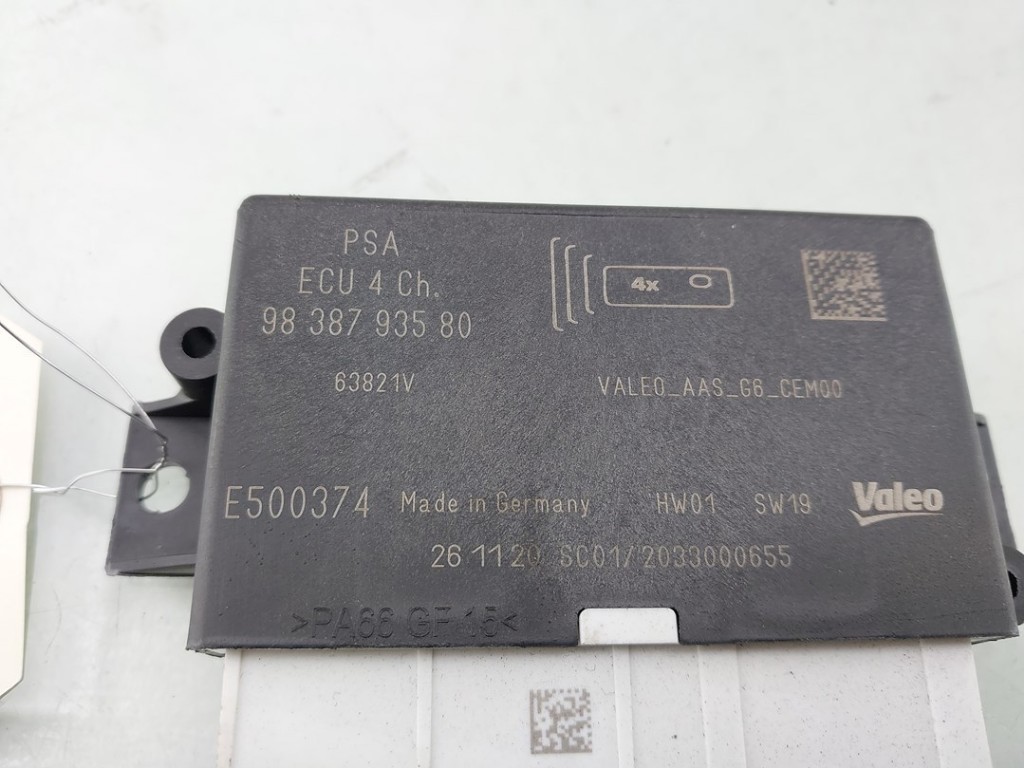 PSA
ECU 4 Ch.
98 387 935 80
4x
63821V VALEO_AAS_G6_CEM00
E500374 Made in Germany HW01 SW19 Valeo
26 11 20 SC01/2033000655
>PA66 GF 15<